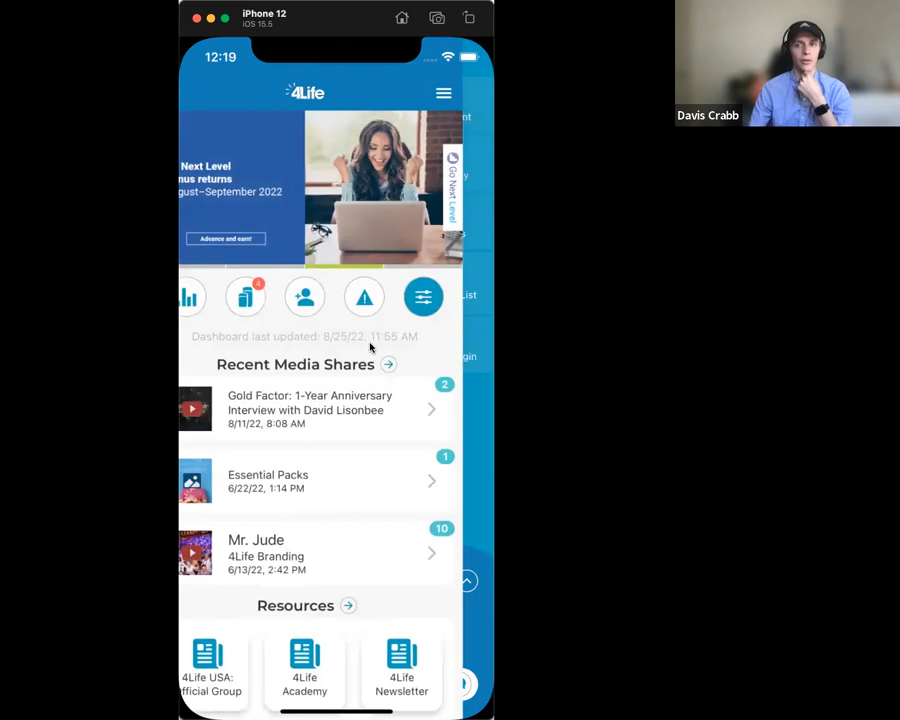 iPhone 12
iOS 15.5
12:19
4Life
Next Level
nus returns
gust–September 2022
Advance and earn!
Go Next Level
4
Dashboard last updated: 8/25/22, 11:55 AM
Recent Media Shares
2
Gold Factor: 1-Year Anniversary
Interview with David Lisonbee
8/11/22, 8:08 AM
1
Essential Packs
6/22/22, 1:14 PM
10
Mr. Jude
4Life Branding
6/13/22, 2:42 PM
Resources
4Life USA:
fficial Group
4Life
Academy
4Life
Newsletter
nt
y
s
List
gin
Davis Crabb